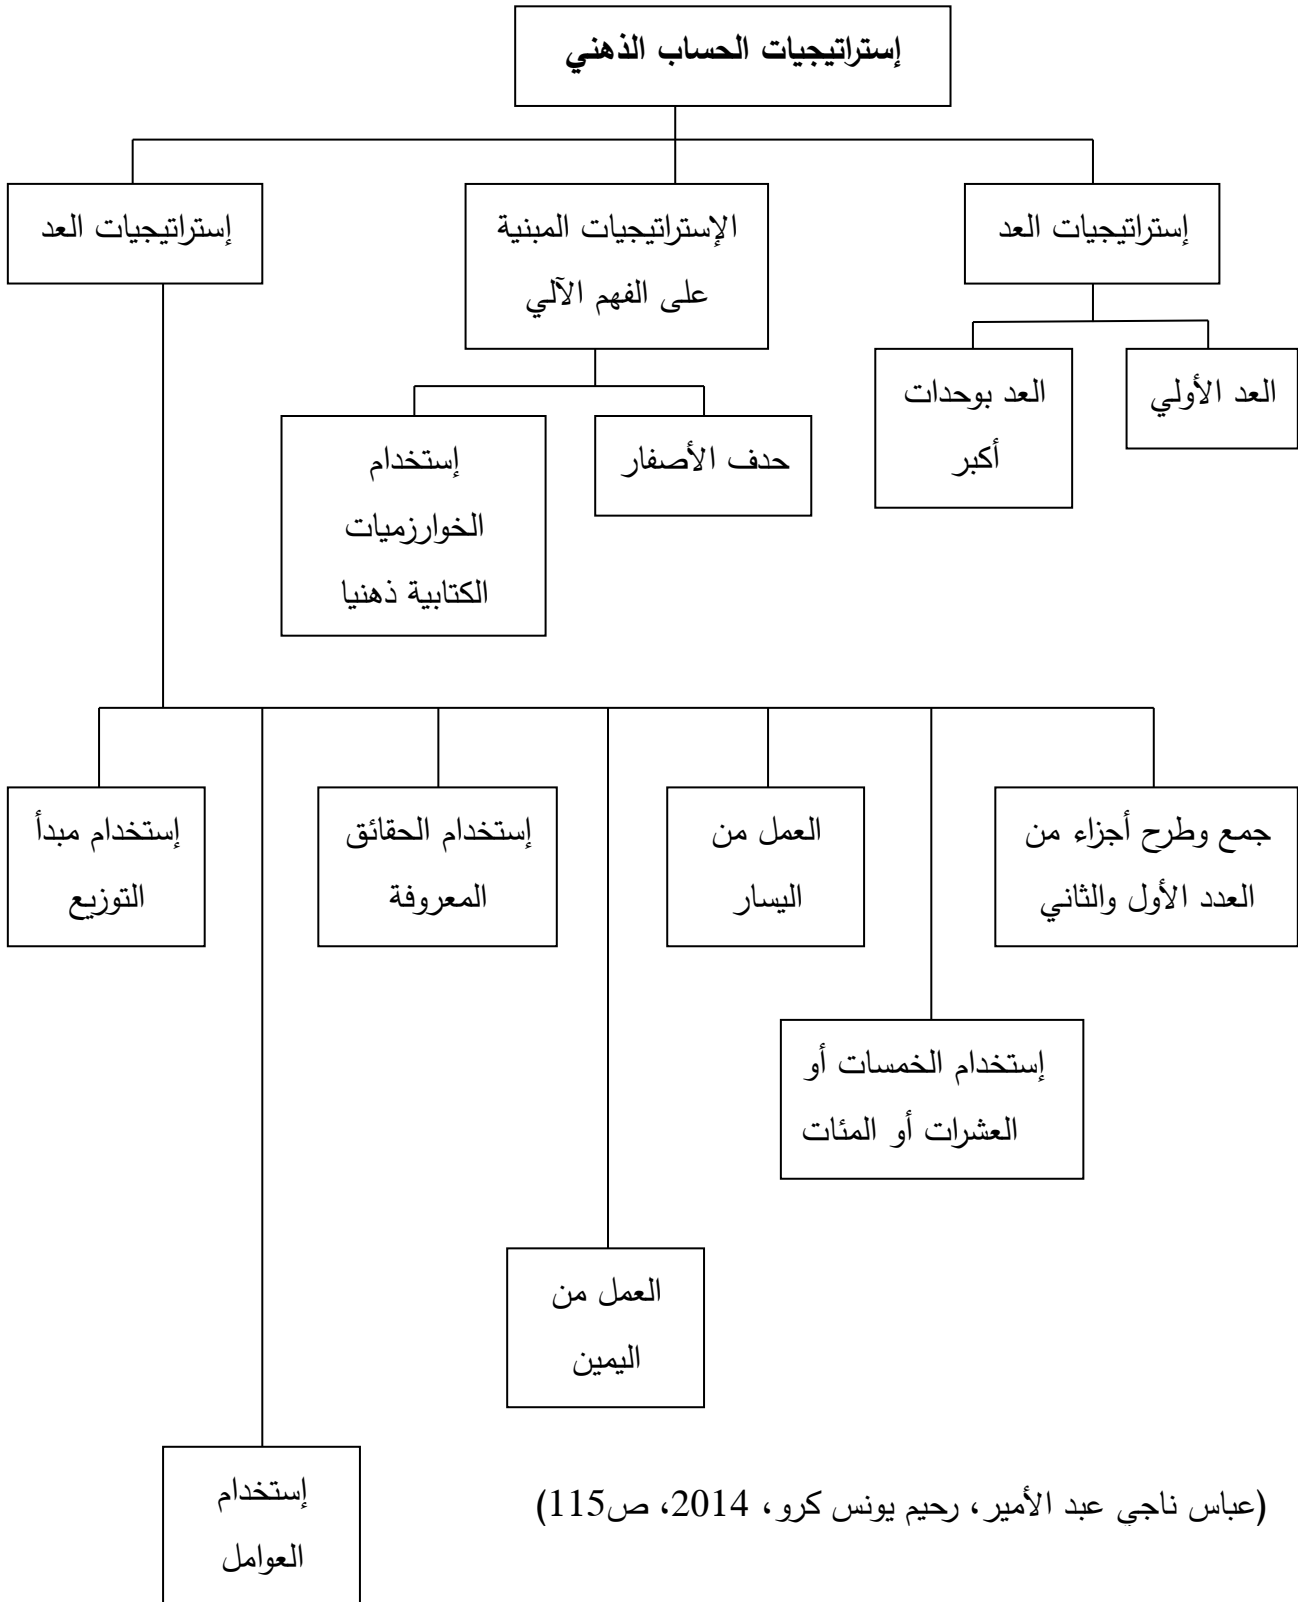 إستراتيجيات الحساب الذهني
إستراتيجيات العد
الإستراتيجيات المبنية
على الفهم الآلي
إستراتيجيات العد
العد الأولي
العد بوحدات
أكبر
حدف الأصفار
إستخدام
الخوارزميات
الكتابية ذهنيا
جمع وطرح أجزاء من
العدد الأول والثاني
العمل من
اليسار
إستخدام الحقائق
المعروفة
إستخدام مبدأ
التوزيع
إستخدام الخمسات أو
العشرات أو المئات
العمل من
اليمين
إستخدام
العوامل
(عباس ناجي عبد الأمير، رحيم يونس كرو، 2014، ص115)